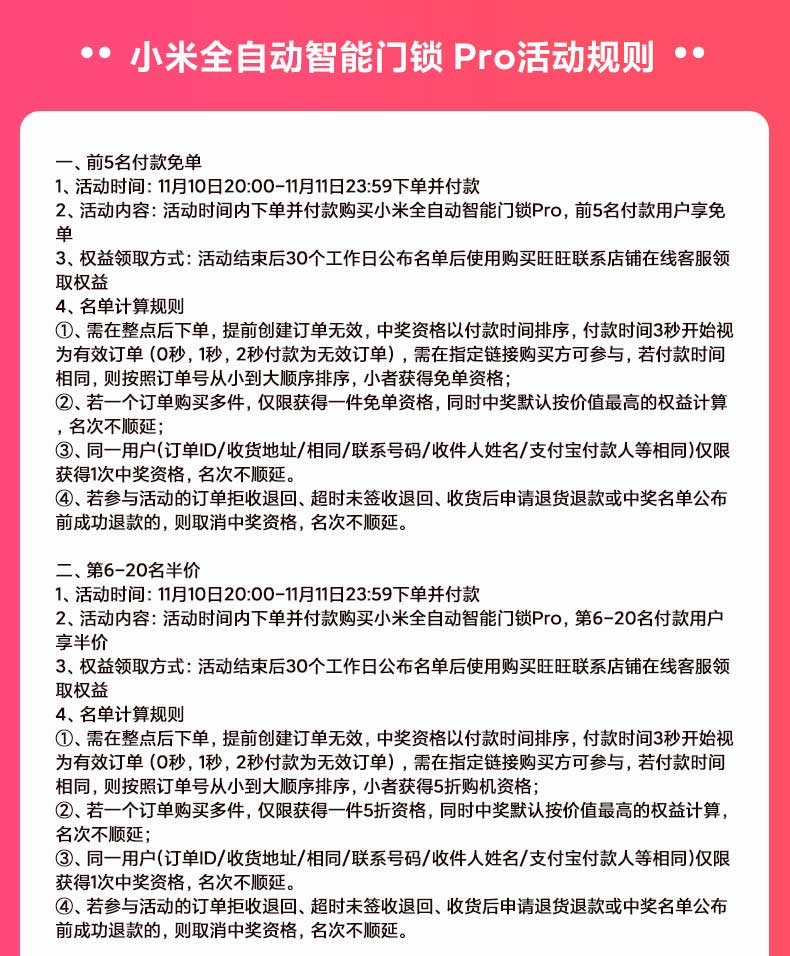 小米全自动智能门锁 Pro活动规则
一、前5名付款免单
1、活动时间：11月10日20:00-11月11日23:59下单并付款
2、活动内容：活动时间内下单并付款购买小米全自动智能门锁Pro，前5名付款用户享免
单
3、权益领取方式：活动结束后30个工作日公布名单后使用购买旺旺联系店铺在线客服领
取权益
4、名单计算规则
①、需在整点后下单，提前创建订单无效，中奖资格以付款时间排序，付款时间3秒开始视
为有效订单（0秒，1秒，2秒付款为无效订单），需在指定链接购买方可参与，若付款时间
相同，则按照订单号从小到大顺序排序，小者获得免单资格；
②、若一个订单购买多件，仅限获得一件免单资格，同时中奖默认按价值最高的权益计算
，名次不顺延；
③、同一用户(订单ID/收货地址/相同/联系号码/收件人姓名/支付宝付款人等相同)仅限
获得1次中奖资格，名次不顺延。
④、若参与活动的订单拒收退回、超时未签收退回、收货后申请退货退款或中奖名单公布
前成功退款的，则取消中奖资格，名次不顺延。
二、第6-20名半价
1、活动时间：11月10日20:00-11月11日23:59下单并付款
2、活动内容：活动时间内下单并付款购买小米全自动智能门锁Pro，第6-20名付款用户
享半价
3、权益领取方式：活动结束后30个工作日公布名单后使用购买旺旺联系店铺在线客服领
取权益
4、名单计算规则
①、需在整点后下单，提前创建订单无效，中奖资格以付款时间排序，付款时间3秒开始视
为有效订单（0秒，1秒，2秒付款为无效订单），需在指定链接购买方可参与，若付款时间
相同，则按照订单号从小到大顺序排序，小者获得5折购机资格；
②、若一个订单购买多件，仅限获得一件5折资格，同时中奖默认按价值最高的权益计算，
名次不顺延；
③、同一用户(订单ID/收货地址/相同/联系号码/收件人姓名/支付宝付款人等相同)仅限
获得1次中奖资格，名次不顺延。
④、若参与活动的订单拒收退回、超时未签收退回、收货后申请退货退款或中奖名单公布
前成功退款的，则取消中奖资格，名次不顺延。